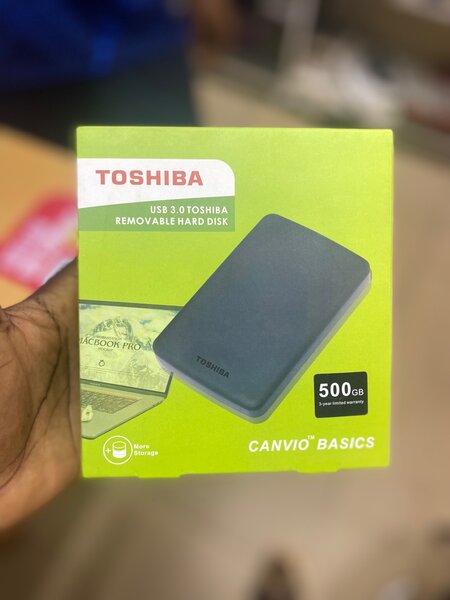 TOSHIBA
USB 3.0 TOSHIBA
REMOVABLE HARD DISK
MACBOOK PRO
TOSHIBA
500GB
3-year limited warranty
More
Storage
CANVIO™ BASICS